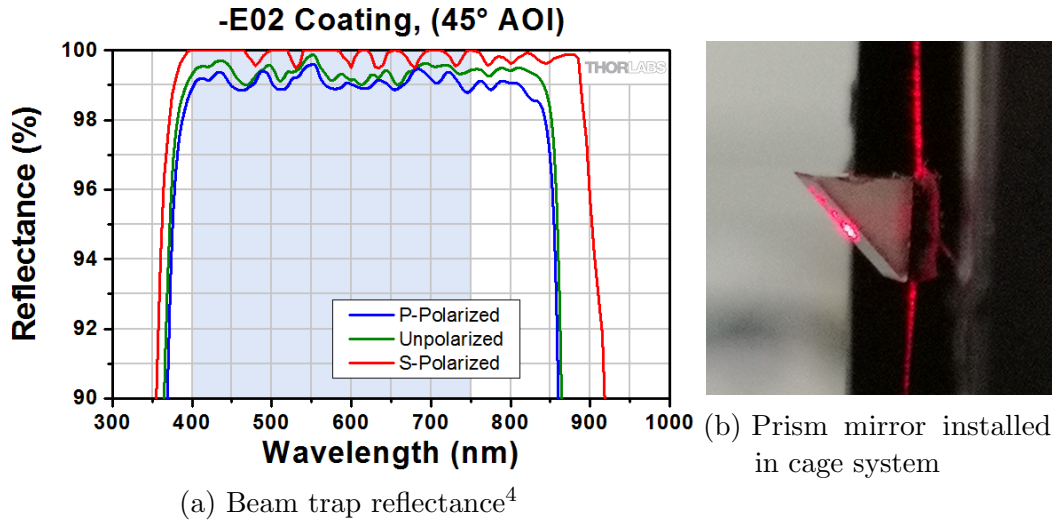 -E02 Coating, (45° AOI)
Reflectance (%)
100
98
96
94
92
90
THORLABS
P-Polarized
Unpolarized
S-Polarized
300 400 500 600 700 800 900 1000
Wavelength (nm)
(a) Beam trap reflectance⁴
(b) Prism mirror installed
in cage system